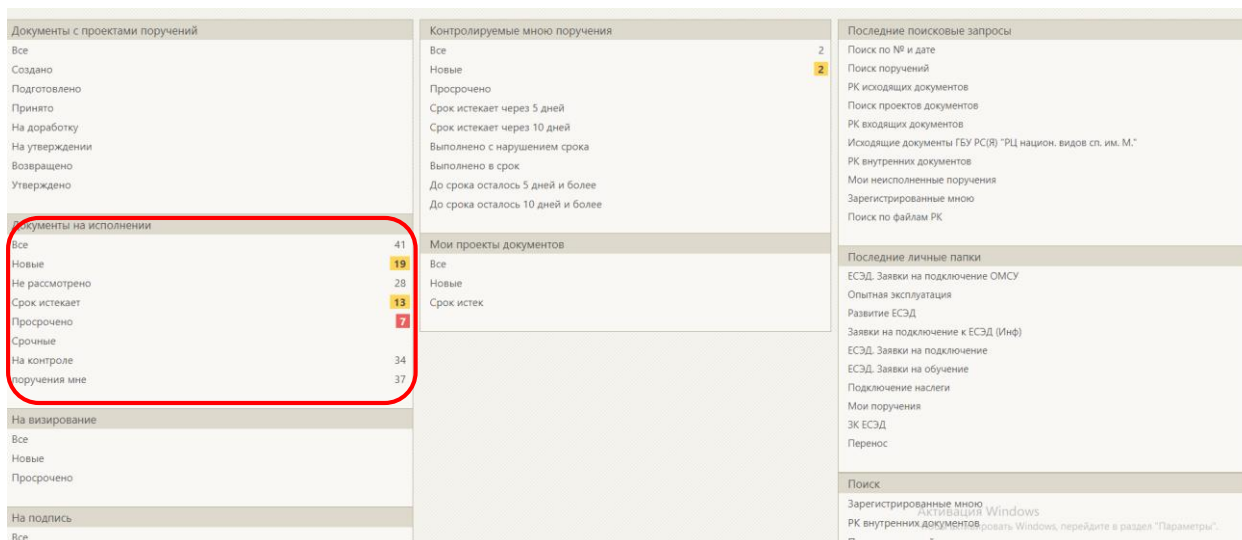 Документы с проектами поручений
Все
Создано
Подготовлено
Принято
На доработку
На утверждении
Возвращено
Утверждено
Документы на исполнении
Все 41
Новые 19
Не рассмотрено 28
Срок истекает 13
Просрочено 7
Срочные
На контроле 34
поручения мне 37
На визирование
Все
Новые
Просрочено
На подпись
Все
Контролируемые мною поручения
Все 2
Новые 2
Просрочено
Срок истекает через 5 дней
Срок истекает через 10 дней
Выполнено с нарушением срока
Выполнено в срок
До срока осталось 5 дней и более
До срока осталось 10 дней и более
Мои проекты документов
Все
Новые
Срок истек
Последние поисковые запросы
Поиск по № и дате
Поиск поручений
РК исходящих документов
Поиск проектов документов
РК входящих документов
Исходящие документы ГБУ РС(Я) "РЦ национ. видов сп. им. М."
РК внутренних документов
Мои неисполненные поручения
Зарегистрированные мною
Поиск по файлам РК
Последние личные папки
ЕСЭД. Заявки на подключение ОМСУ
Опытная эксплуатация
Развитие ЕСЭД
Заявки на подключение к ЕСЭД (Инф)
ЕСЭД. Заявки на подключение
ЕСЭД. Заявки на обучение
Подключение наслеги
Мои поручения
ЗК ЕСЭД
Перенос
Поиск
Зарегистрированные мною
Активация Windows
РК внутренних документов
Windows, перейдите в раздел "Параметры".